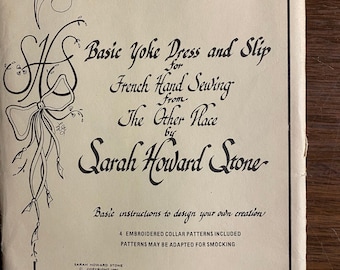 SHS
Basic Yoke Dress and Slip
for
French Hand Sewing
from
The Other Place
by
Sarah Howard Stone
Basic instructions to design your own creation
4 EMBROIDERED COLLAR PATTERNS INCLUDED
PATTERNS MAY BE ADAPTED FOR SMOCKING
SARAH HOWARD STONE
© COPYRIGHT